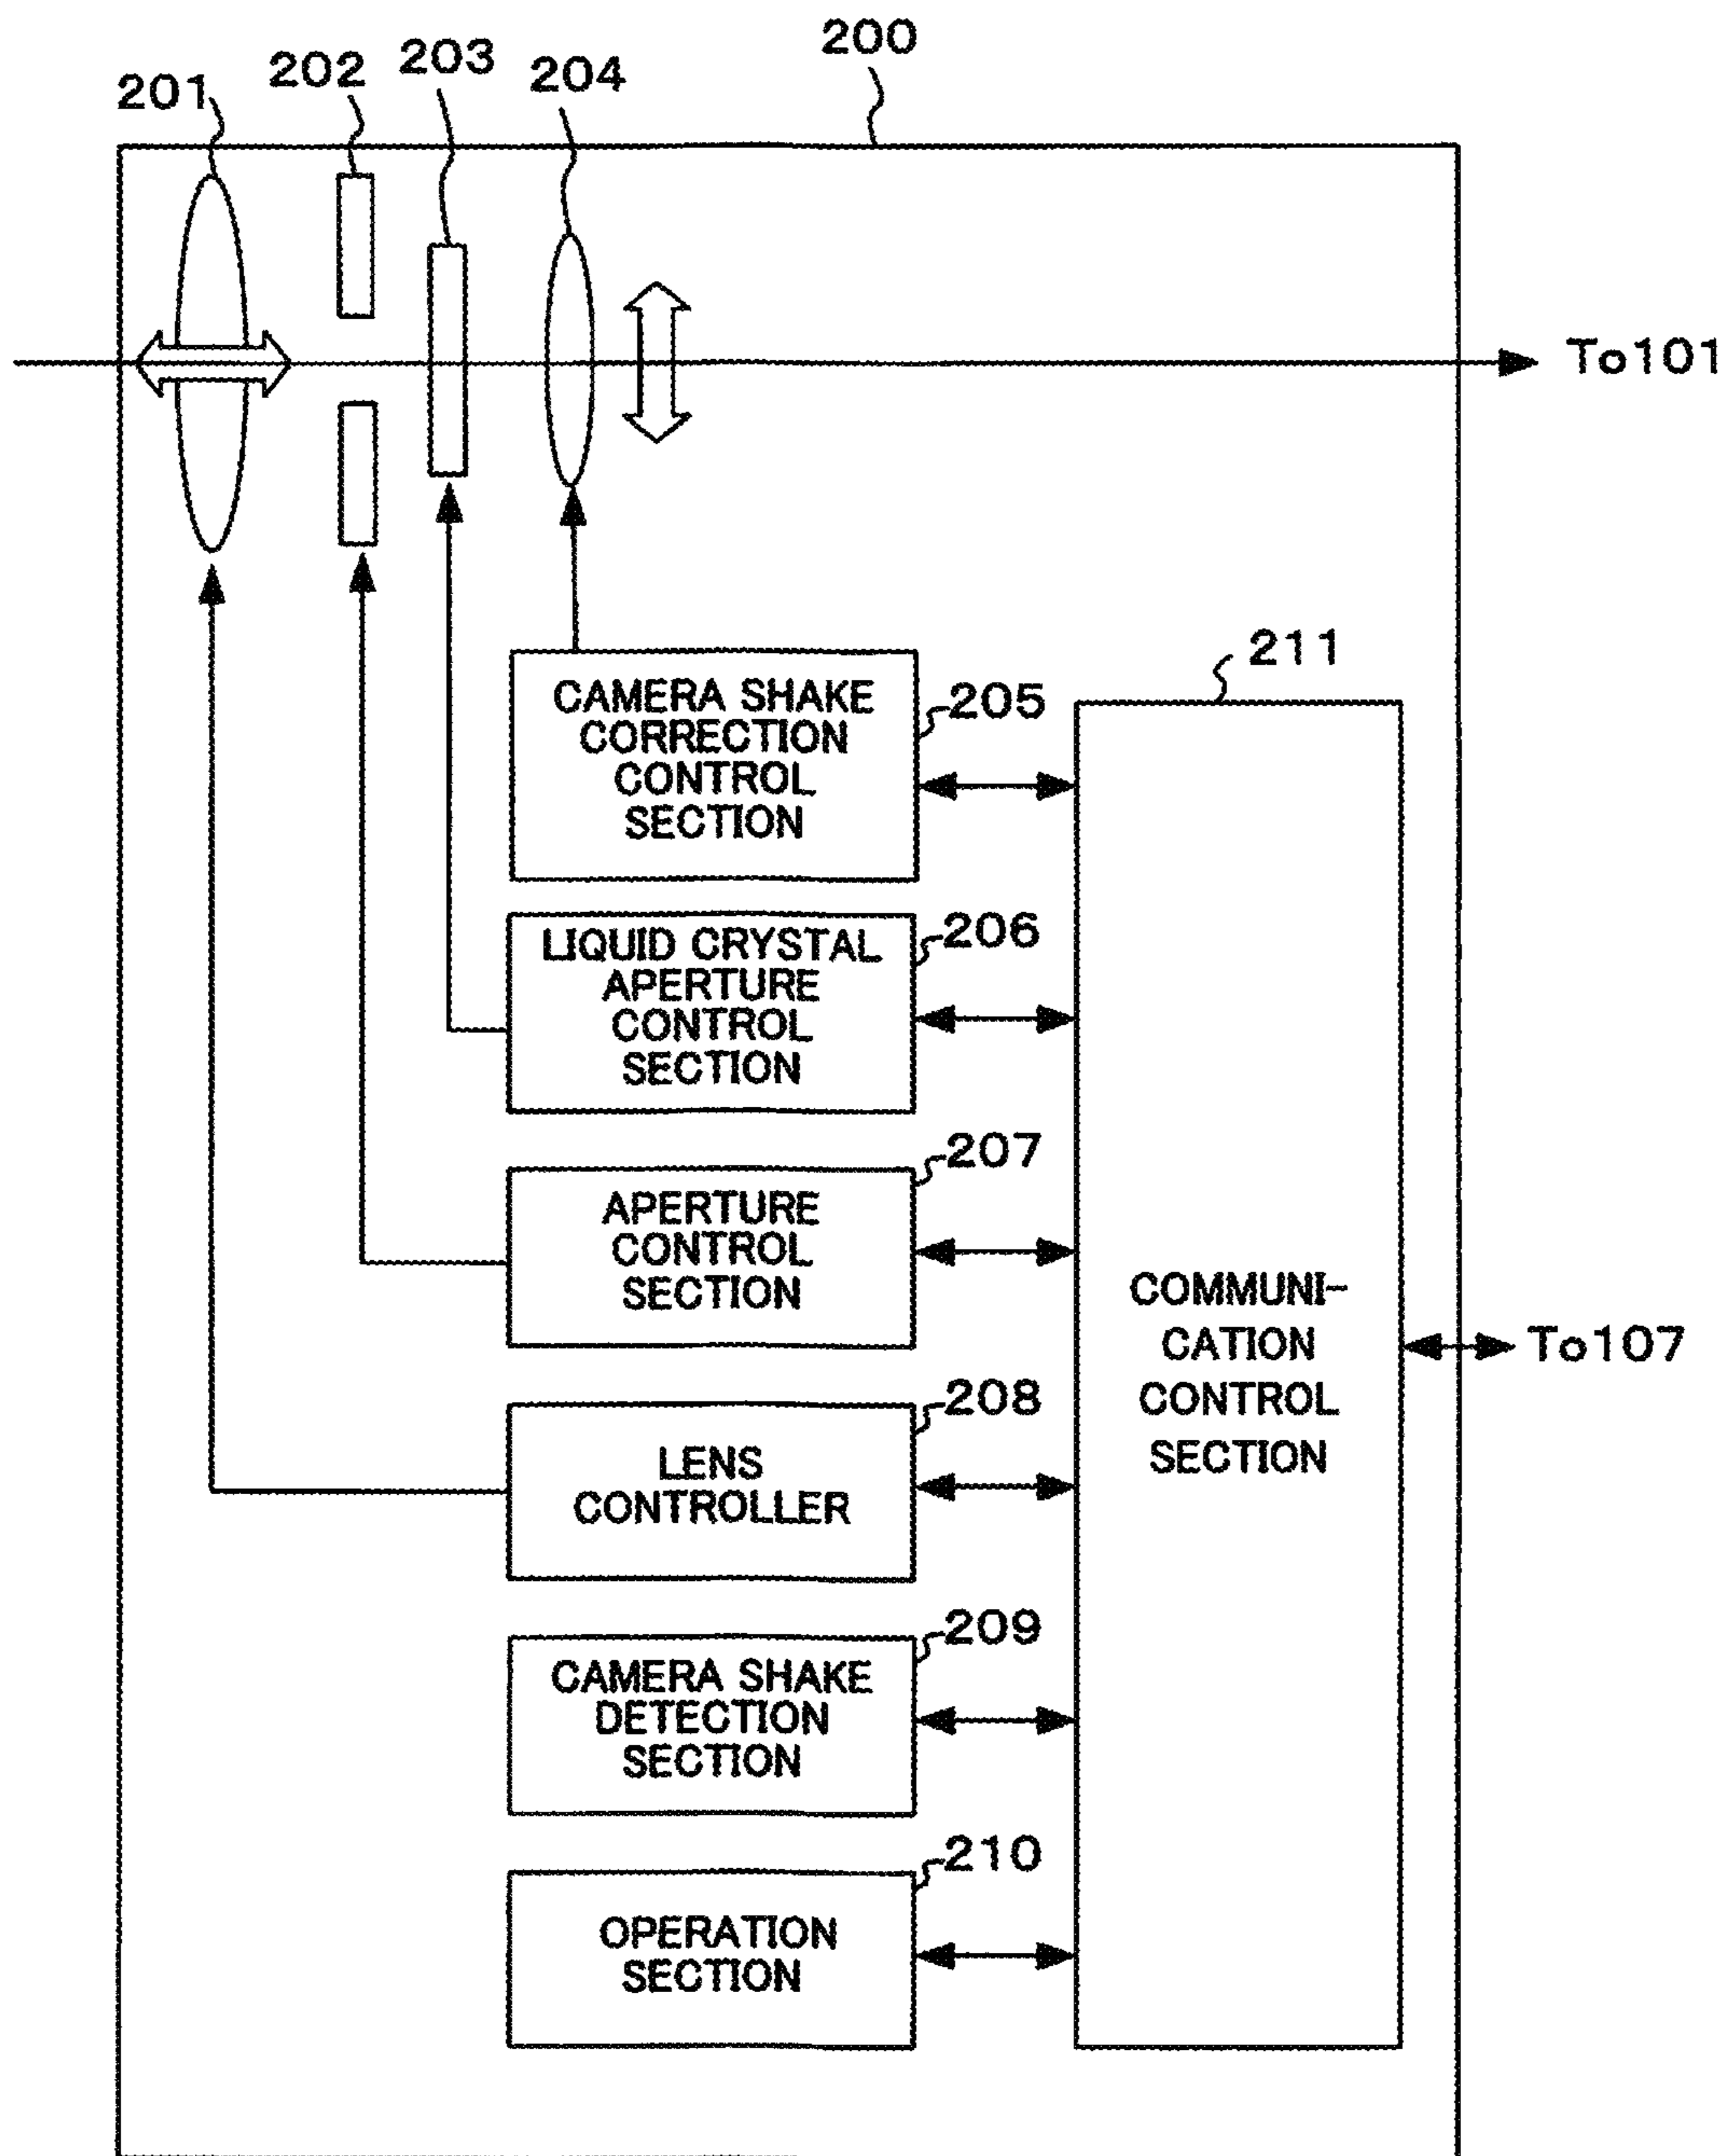 200
203
202
204
201
To101
211
CAMERA SHAKE
CORRECTION
CONTROL
SECTION
205
LIQUID CRYSTAL
APERTURE
CONTROL
SECTION
206
APERTURE
CONTROL
SECTION
207
COMMUNI-
CATION
CONTROL
SECTION
To107
LENS
CONTROLLER
208
CAMERA SHAKE
DETECTION
SECTION
209
OPERATION
SECTION
210